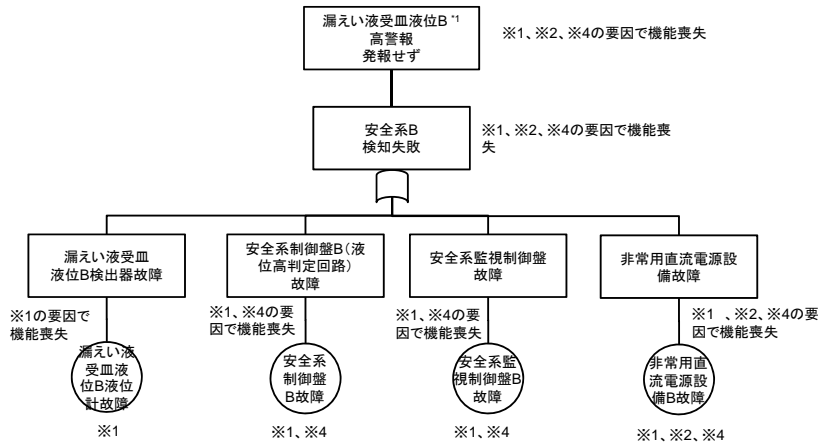 漏えい液受皿液位B *1
高警報
発報せず
※1、※2、※4の要因で機能喪失
安全系B
検知失敗
※1、※2、※4の要因で機能喪
失
漏えい液受皿
液位B検出器故障
安全系制御盤B(液
位高判定回路)
故障
安全系監視制御盤
故障
非常用直流電源設
備故障
※1の要因で
機能喪失
※1、※4の要
因で機能喪失
※1、※4の要
因で機能喪失
※1 、※2、※4の要
因で機能喪失
漏えい液
受皿液
位B液位
計故障
安全系
制御盤
B故障
安全系監
視制御盤B
故障
非常用直
流電源設
備B故障
※1
※1、※4
※1、※4
※1、※2、※4